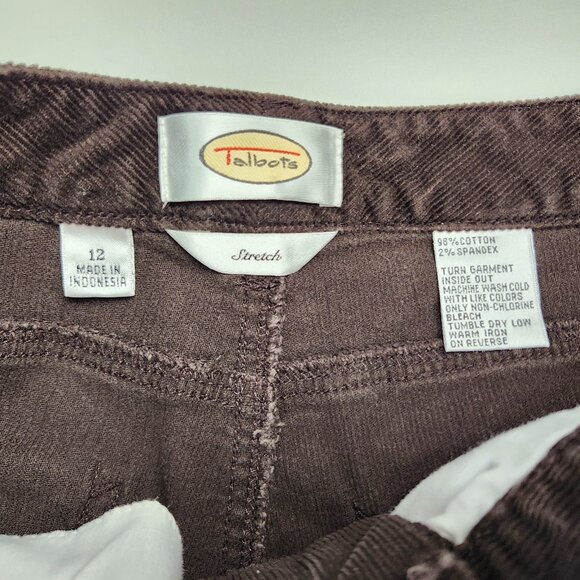 Talbots
12
MADE IN
INDONESIA
Stretch
98% COTTON
2% SPANDEX
TURN GARMENT
INSIDE OUT
MACHINE WASH COLD
WITH LIKE COLORS
ONLY NON-CHLORINE
BLEACH
TUMBLE DRY LOW
WARM IRON
ON REVERSE